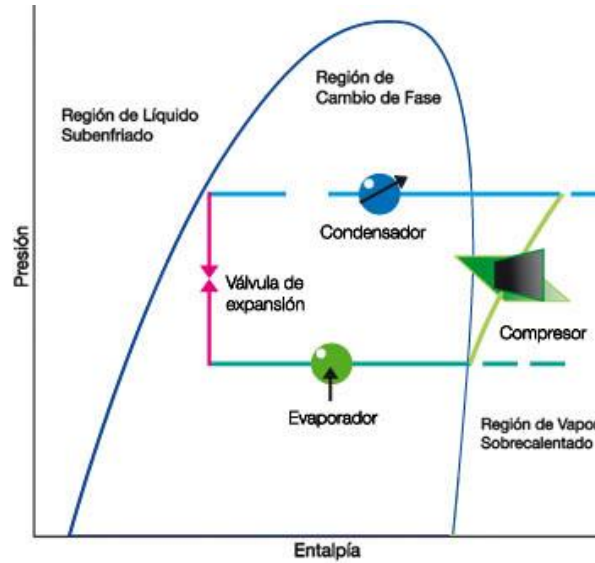 Región de
Cambio de Fase
Región de Líquido
Subenfriado
Condensador
Presión
Válvula de
expansión
Compresor
Evaporador
Región de Vapor
Sobrecalentado
Entalpía